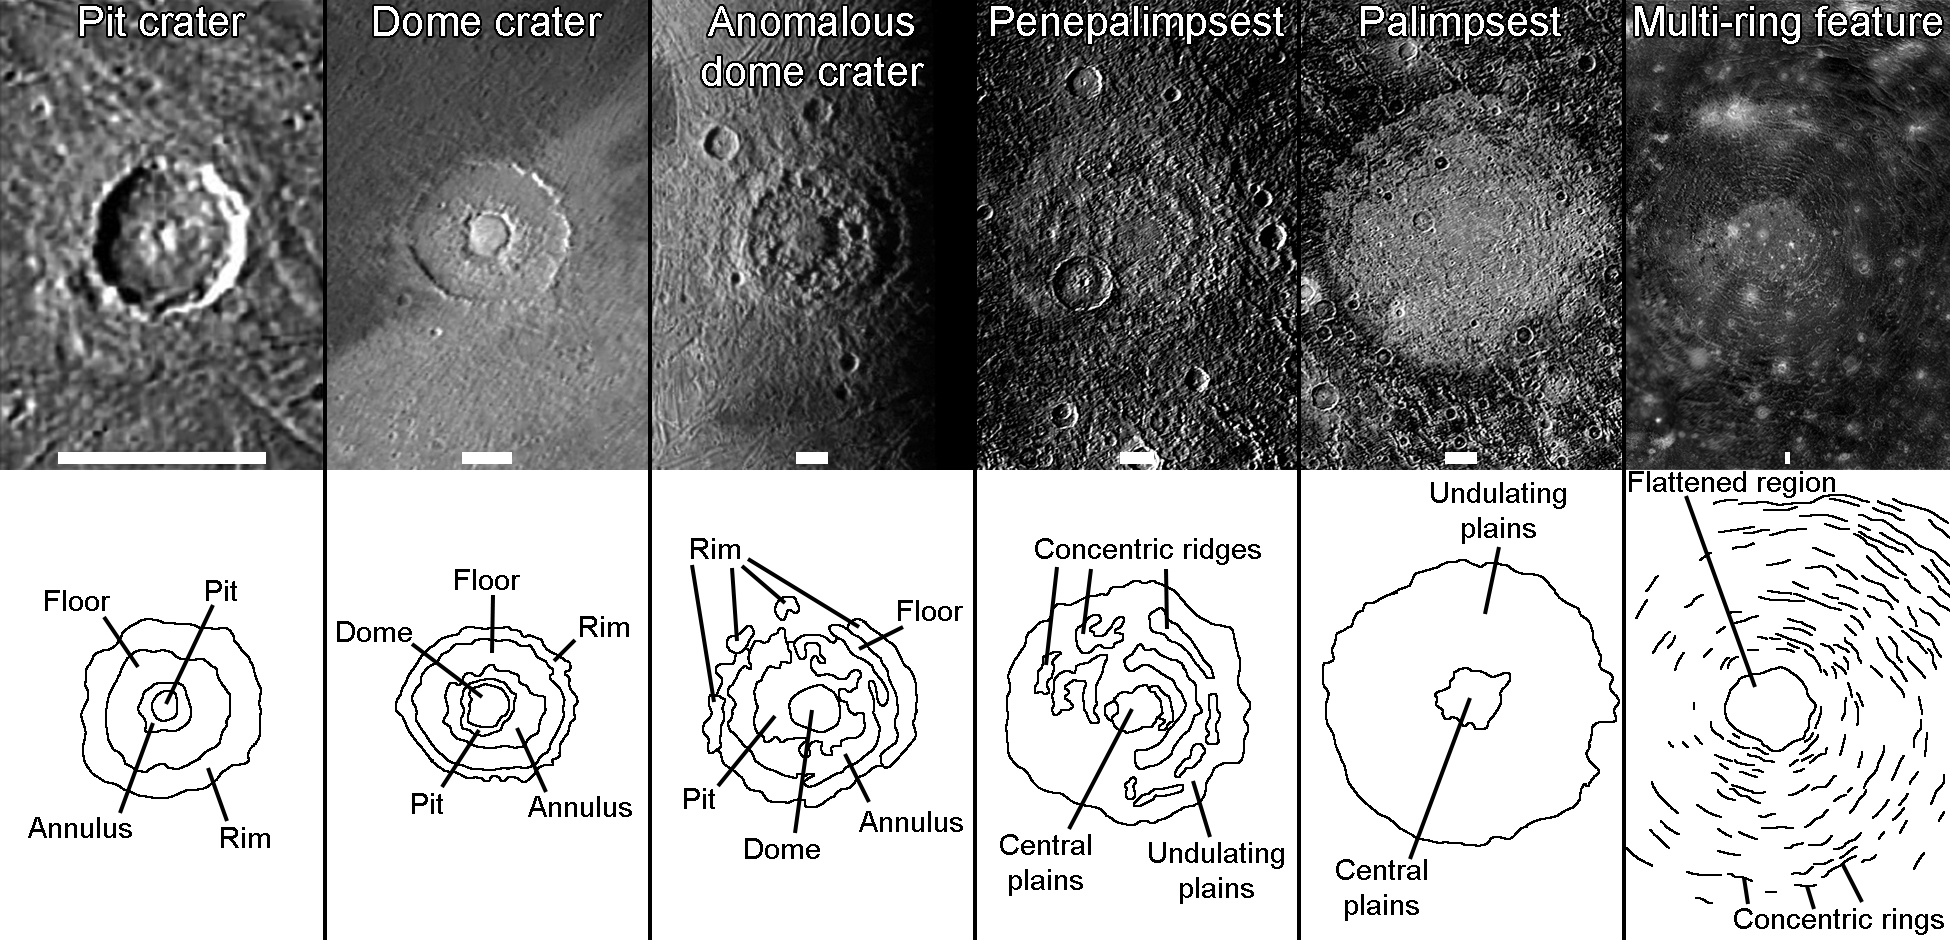 Pit crater
Dome crater
Anomalous
dome crater
Penepalimpsest
Palimpsest
Multi-ring feature
Floor
Pit
Annulus
Rim
Floor
Dome
Rim
Pit
Annulus
Rim
Floor
Pit
Annulus
Dome
Concentric ridges
Central
plains
Undulating
plains
Undulating
plains
Central
plains
Flattened region
Concentric rings